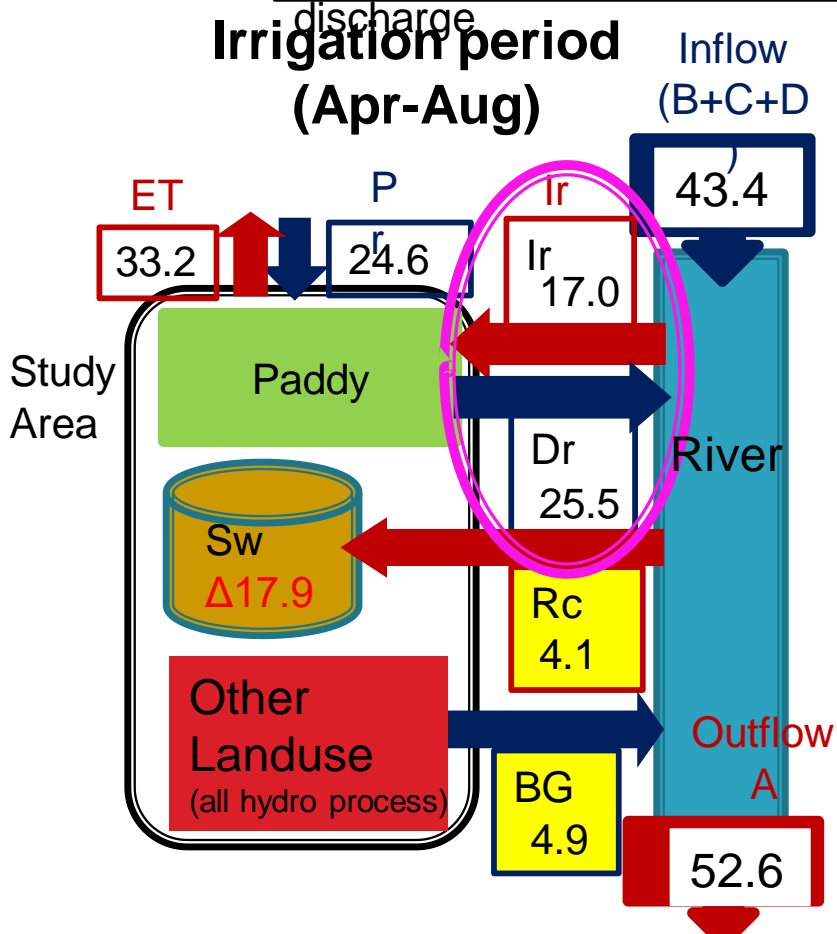 discharge
Irrigation period
(Apr-Aug)
Inflow
(B+C+D
)
43.4
ET
33.2
P
r
24.6
Ir
Ir
17.0
Study
Area
Paddy
River
Dr
25.5
Sw
Δ17.9
Rc
4.1
Other
Landuse
(all hydro process)
BG
4.9
Outflow
A
52.6